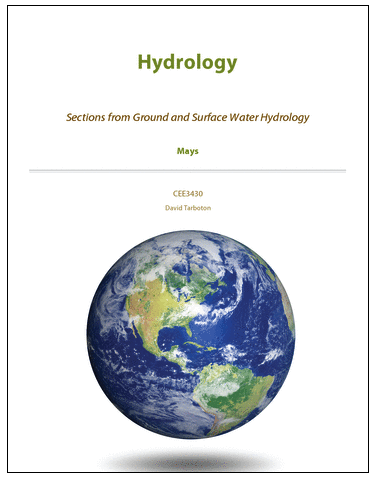 Hydrology
Sections from Ground and Surface Water Hydrology
Mays
CEE3430
David Tarboton